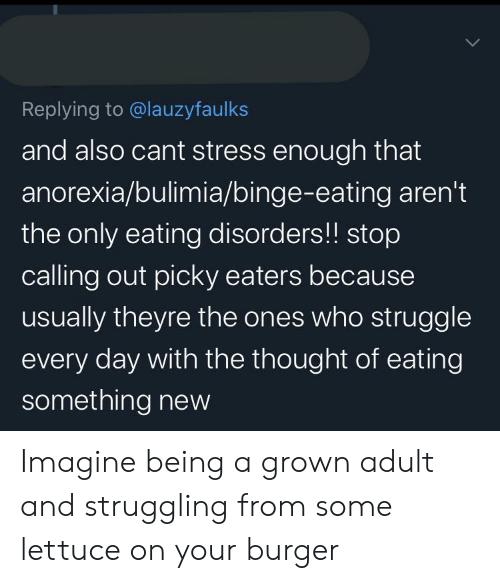 Replying to @lauzyfaulks
and also cant stress enough that
anorexia/bulimia/binge-eating aren't
the only eating disorders!! stop
calling out picky eaters because
usually theyre the ones who struggle
every day with the thought of eating
something new
Imagine being a grown adult
and struggling from some
lettuce on your burger